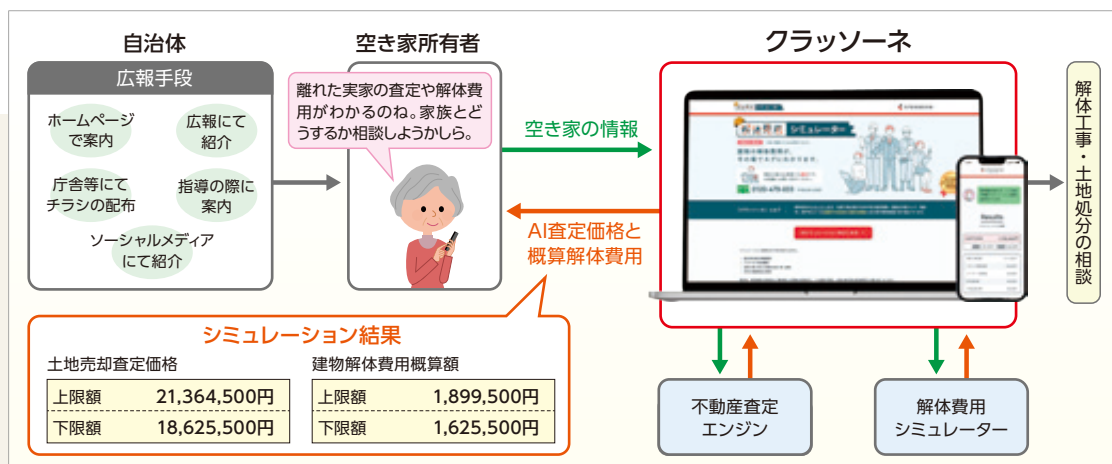 自治体
広報手段
ホームページ
で案内
広報にて
紹介
庁舎等にて
チラシの配布
指導の際に
案内
ソーシャルメディア
にて紹介
空き家所有者
離れた実家の査定や解体費
用がわかるのね。家族とど
うするか相談しようかしら。
空き家の情報
AI査定価格と
概算解体費用
クラッソーネ
解体費用
シミュレーター
解体工事・土地処分の相談
シミュレーション結果
土地売却査定価格
上限額 21,364,500円
下限額 18,625,500円
建物解体費用概算額
上限額 1,899,500円
下限額 1,625,500円
不動産査定
エンジン
解体費用
シミュレーター